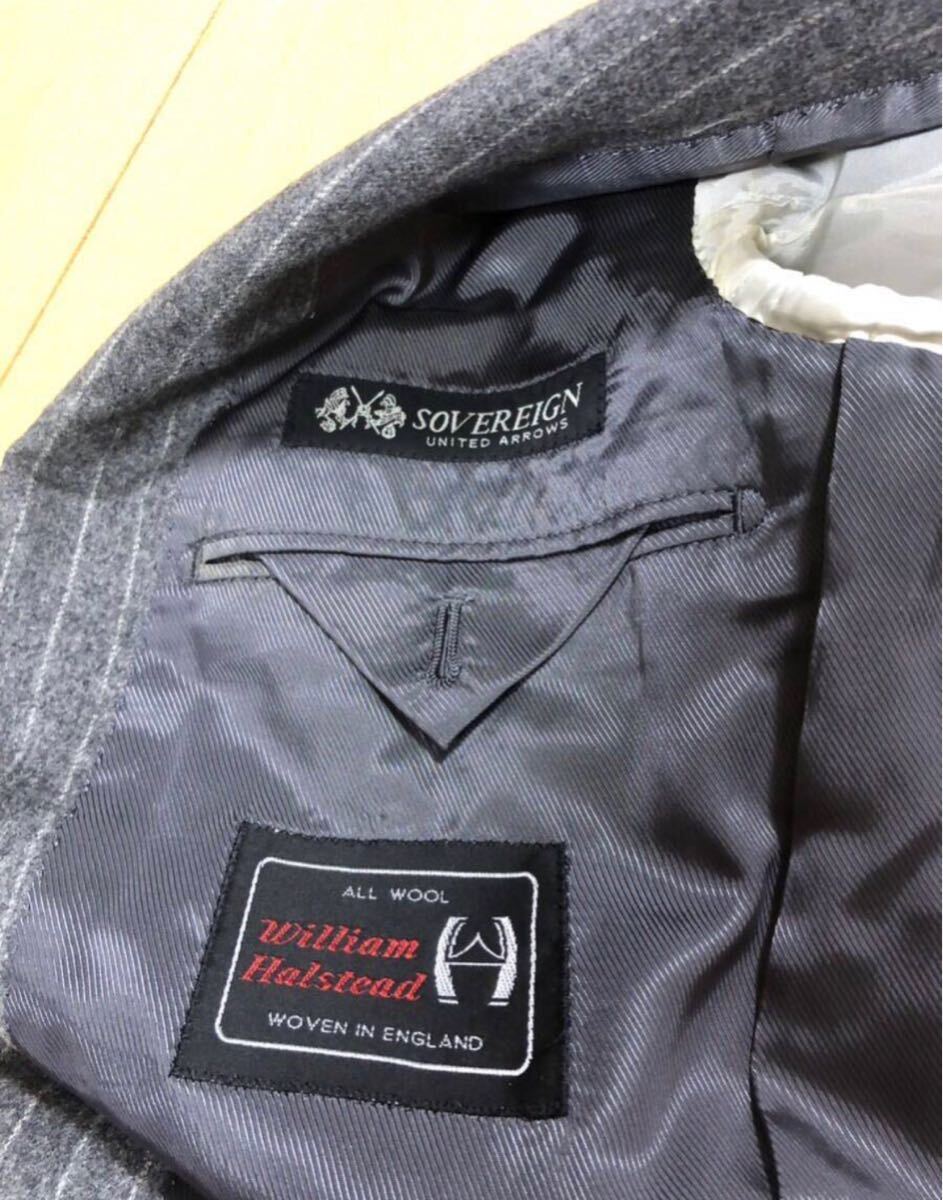 SOVEREIGN
UNITED ARROWS
ALL WOOL
William
Halstead
WOVEN IN ENGLAND